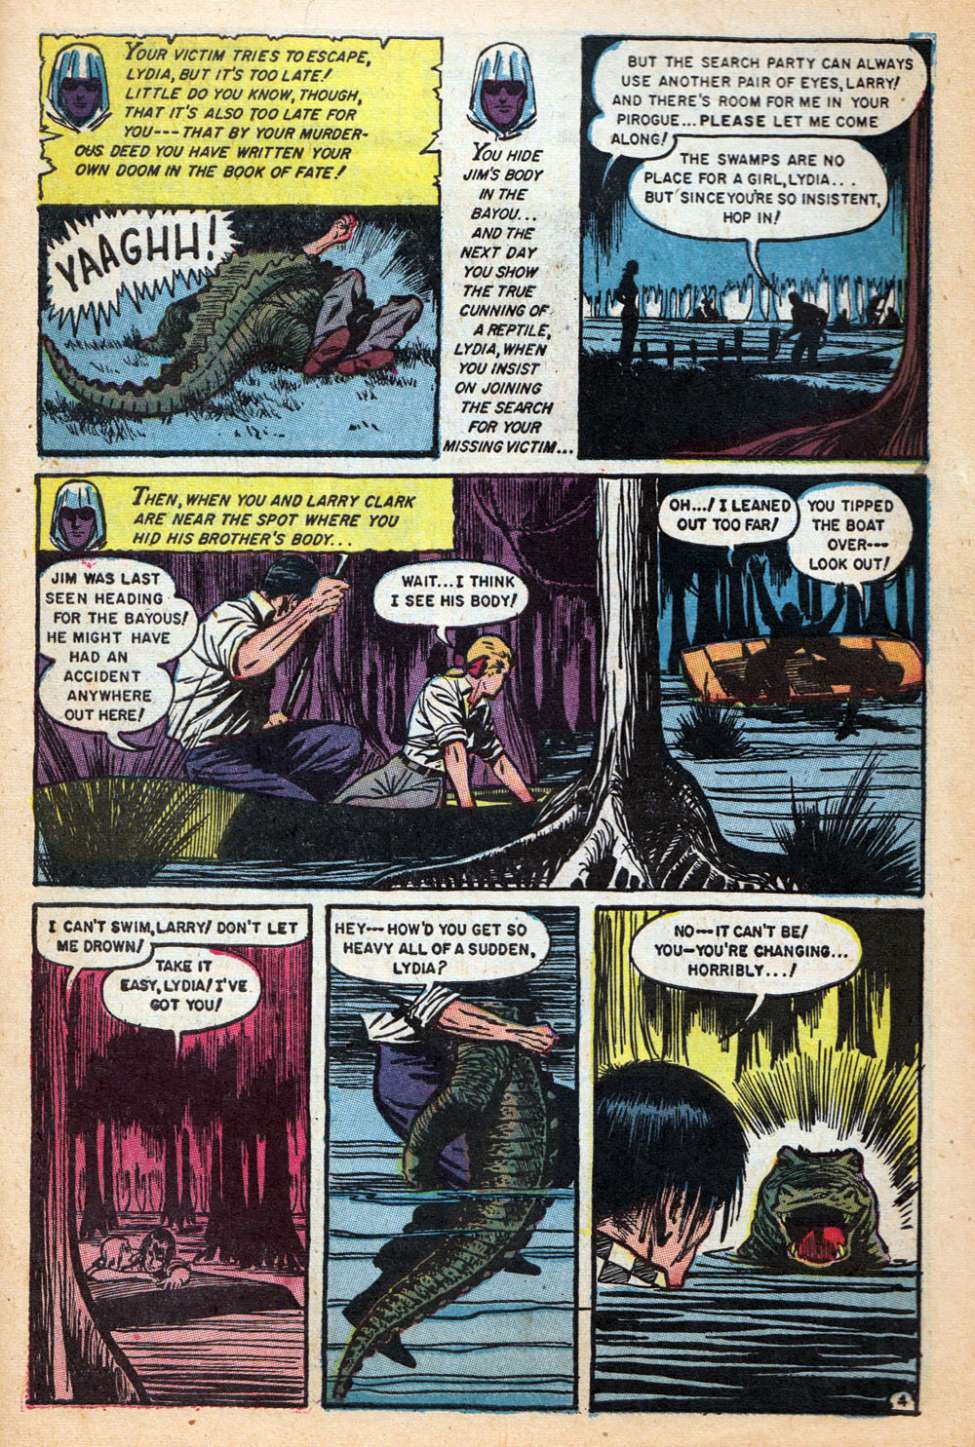 YOUR VICTIM TRIES TO ESCAPE,
LYDIA, BUT IT'S TOO LATE!
LITTLE DO YOU KNOW, THOUGH,
THAT IT'S ALSO TOO LATE FOR
YOU--- THAT BY YOUR MURDER-
OUS DEED YOU HAVE WRITTEN YOUR
OWN DOOM IN THE BOOK OF FATE!
YAAGHH!
YOU HIDE
JIM'S BODY
IN THE
BAYOU...
AND THE
NEXT DAY
YOU SHOW
THE TRUE
CUNNING OF
A REPTILE,
LYDIA, WHEN
YOU INSIST
ON JOINING
THE SEARCH
FOR YOUR
MISSING VICTIM...
BUT THE SEARCH PARTY CAN ALWAYS
USE ANOTHER PAIR OF EYES, LARRY!
AND THERE'S ROOM FOR ME IN YOUR
PIROGUE... PLEASE LET ME COME
ALONG!
THE SWAMPS ARE NO
PLACE FOR A GIRL, LYDIA...
BUT SINCE YOU'RE SO INSISTENT,
HOP IN!
THEN, WHEN YOU AND LARRY CLARK
ARE NEAR THE SPOT WHERE YOU
HID HIS BROTHER'S BODY...
JIM WAS LAST
SEEN HEADING
FOR THE BAYOUS!
HE MIGHT HAVE
HAD AN
ACCIDENT
ANYWHERE
OUT HERE!
WAIT...I THINK
I SEE HIS BODY!
OH...! I LEANED
OUT TOO FAR!
YOU TIPPED
THE BOAT
OVER---
LOOK OUT!
I CAN'T SWIM, LARRY! DON'T LET
ME DROWN!
TAKE IT
EASY, LYDIA! I'VE
GOT YOU!
HEY--- HOW'D YOU GET SO
HEAVY ALL OF A SUDDEN,
LYDIA?
NO---IT CAN'T BE!
YOU--YOU'RE CHANGING...
HORRIBLY...!
4